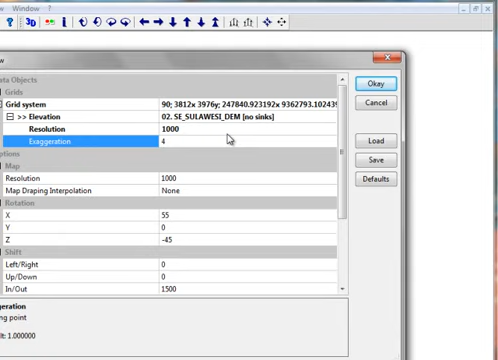 Window ?
3D
ata Objects
Grids
Grid system 90; 3812x 3976y; 247840.923192x 9362793.10243
>> Elevation 02. SE_SULAWESI_DEM [no sinks]
Resolution 1000
Exaggeration 4
ptions
Map
Resolution 1000
Map Draping Interpolation None
Rotation
X 55
Y 0
Z -45
Shift
Left/Right 0
Up/Down 0
In/Out 1500
Okay
Cancel
Load
Save
Defaults
geration
ng point
lt: 1.000000